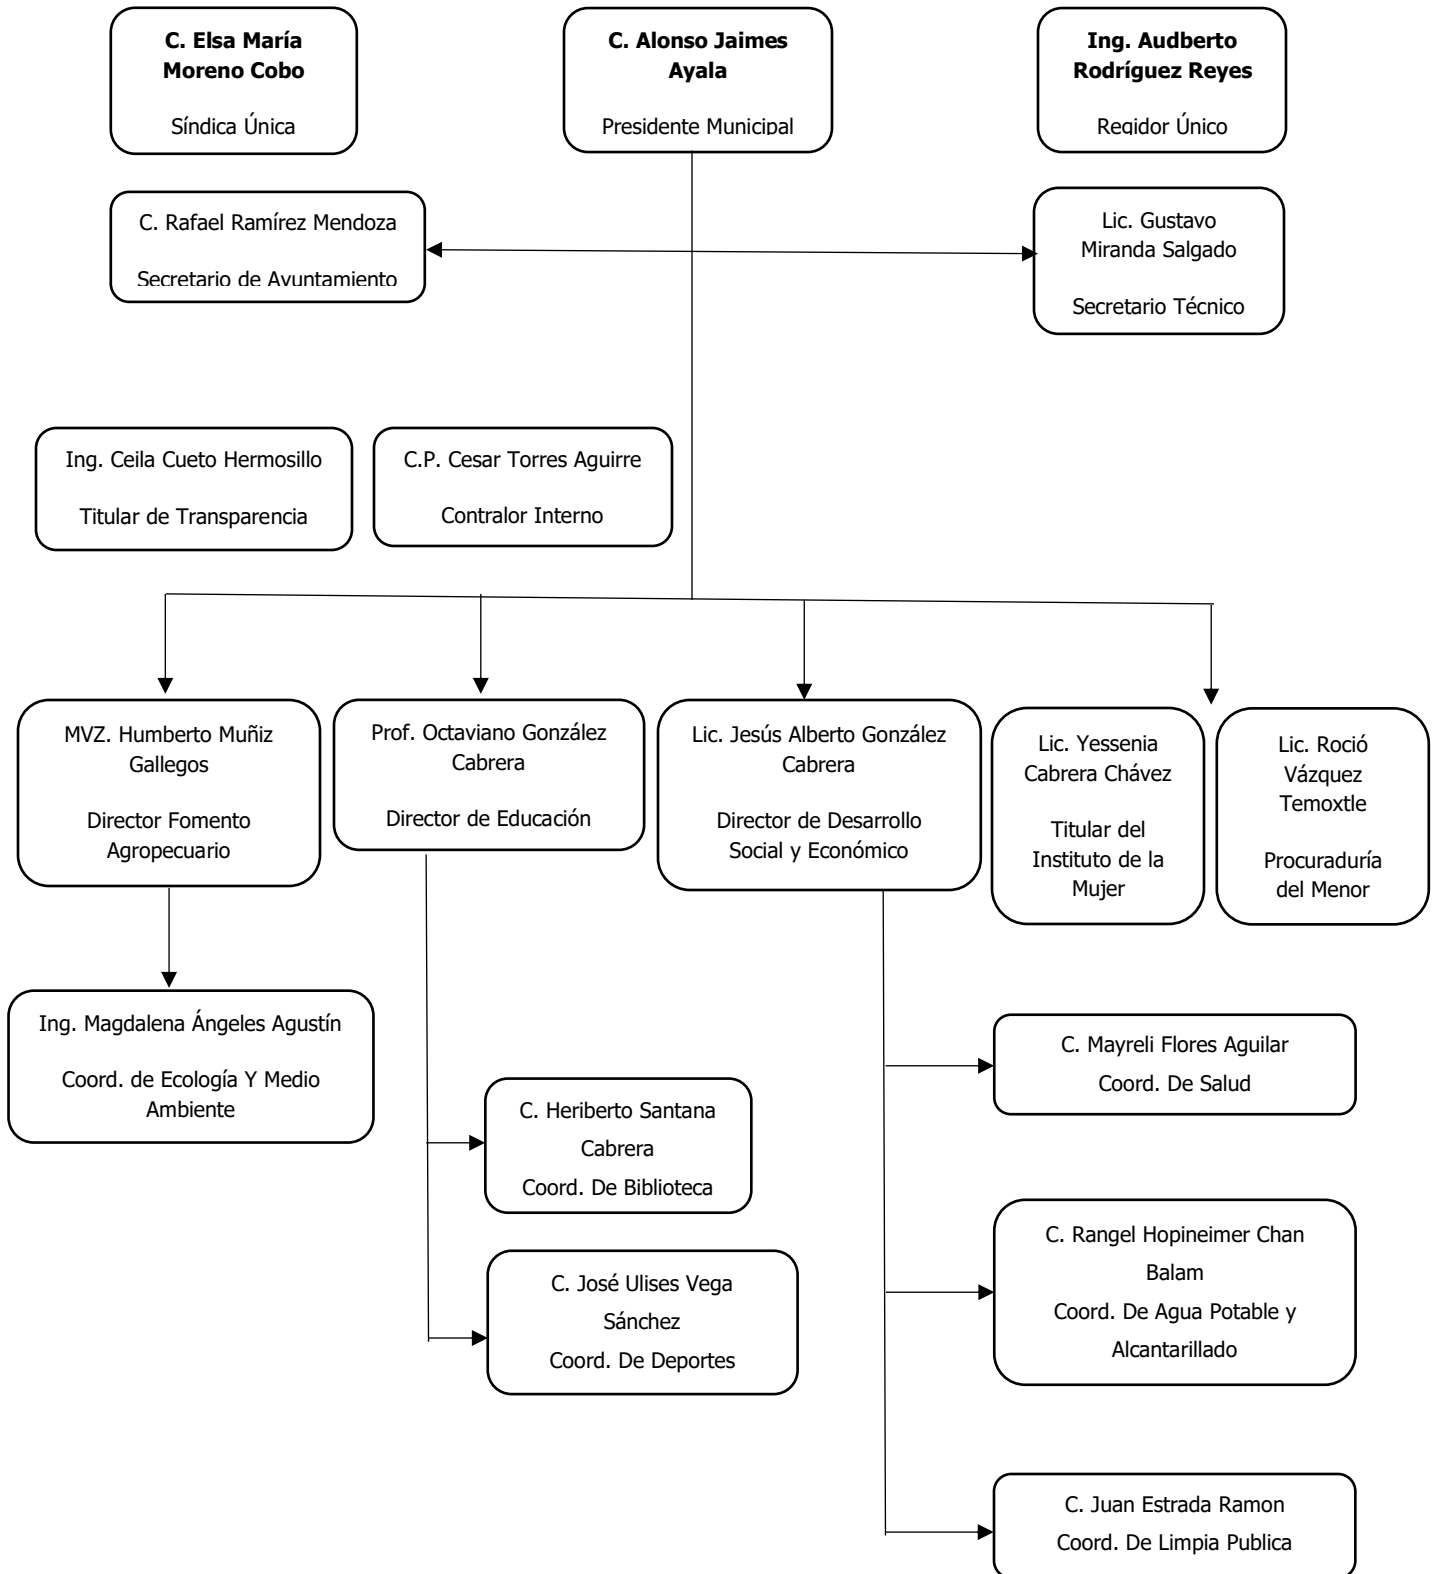 C. Elsa María
Moreno Cobo
Síndica Única
C. Alonso Jaimes
Ayala
Presidente Municipal
Ing. Audberto
Rodríguez Reyes
Regidor Único
C. Rafael Ramírez Mendoza
Secretario de Ayuntamiento
Lic. Gustavo
Miranda Salgado
Secretario Técnico
Ing. Ceila Cueto Hermosillo
Titular de Transparencia
C.P. Cesar Torres Aguirre
Contralor Interno
MVZ. Humberto Muñiz
Gallegos
Director Fomento
Agropecuario
Prof. Octaviano González
Cabrera
Director de Educación
Lic. Jesús Alberto González
Cabrera
Director de Desarrollo
Social y Económico
Lic. Yessenia
Cabrera Chávez
Titular del
Instituto de la
Mujer
Lic. Roció
Vázquez
Temoxtle
Procuraduría
del Menor
Ing. Magdalena Ángeles Agustín
Coord. de Ecología Y Medio
Ambiente
C. Heriberto Santana
Cabrera
Coord. De Biblioteca
C. José Ulises Vega
Sánchez
Coord. De Deportes
C. Mayreli Flores Aguilar
Coord. De Salud
C. Rangel Hopineimer Chan
Balam
Coord. De Agua Potable y
Alcantarillado
C. Juan Estrada Ramon
Coord. De Limpia Publica